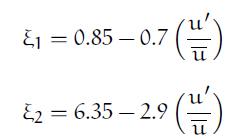 ξ₁ = 0.85 − 0.7 (u′/u̅)
ξ₂ = 6.35 − 2.9 (u′/u̅)